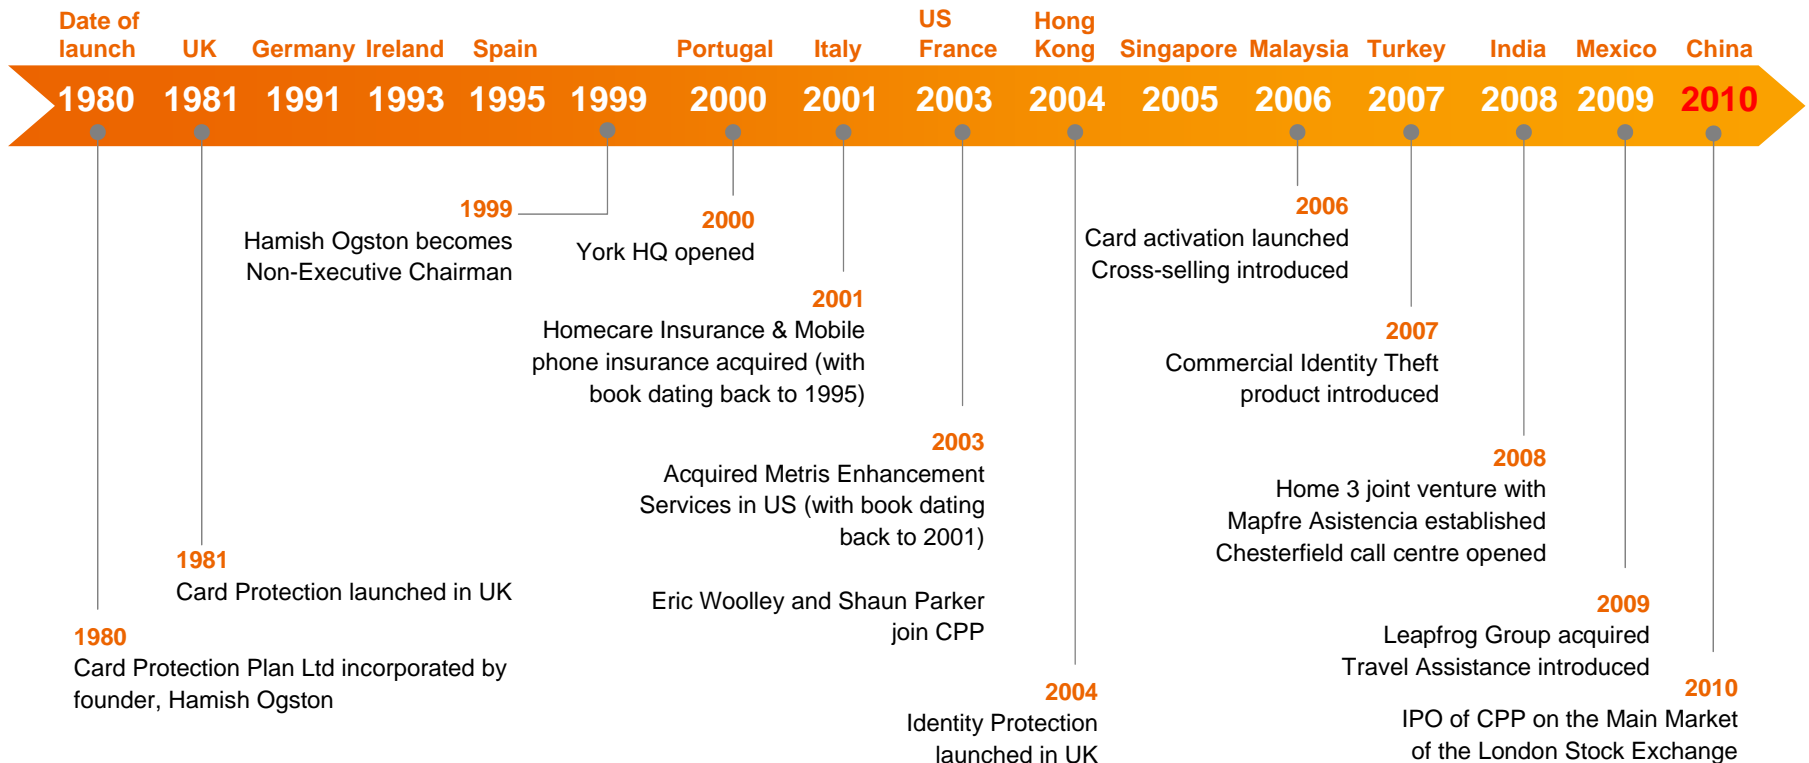 Date of
launch
UK
Germany
Ireland
Spain
Portugal
Italy
US
France
Hong
Kong
Singapore
Malaysia
Turkey
India
Mexico
China
1980
1981
1991
1993
1995
1999
2000
2001
2003
2004
2005
2006
2007
2008
2009
2010
1999
Hamish Ogston becomes
Non-Executive Chairman
2000
York HQ opened
2001
Homecare Insurance & Mobile
phone insurance acquired (with
book dating back to 1995)
2003
Acquired Metris Enhancement
Services in US (with book dating
back to 2001)
Eric Woolley and Shaun Parker
join CPP
1981
Card Protection launched in UK
1980
Card Protection Plan Ltd incorporated by
founder, Hamish Ogston
2004
Identity Protection
launched in UK
2006
Card activation launched
Cross-selling introduced
2007
Commercial Identity Theft
product introduced
2008
Home 3 joint venture with
Mapfre Asistencia established
Chesterfield call centre opened
2009
Leapfrog Group acquired
Travel Assistance introduced
2010
IPO of CPP on the Main Market
of the London Stock Exchange